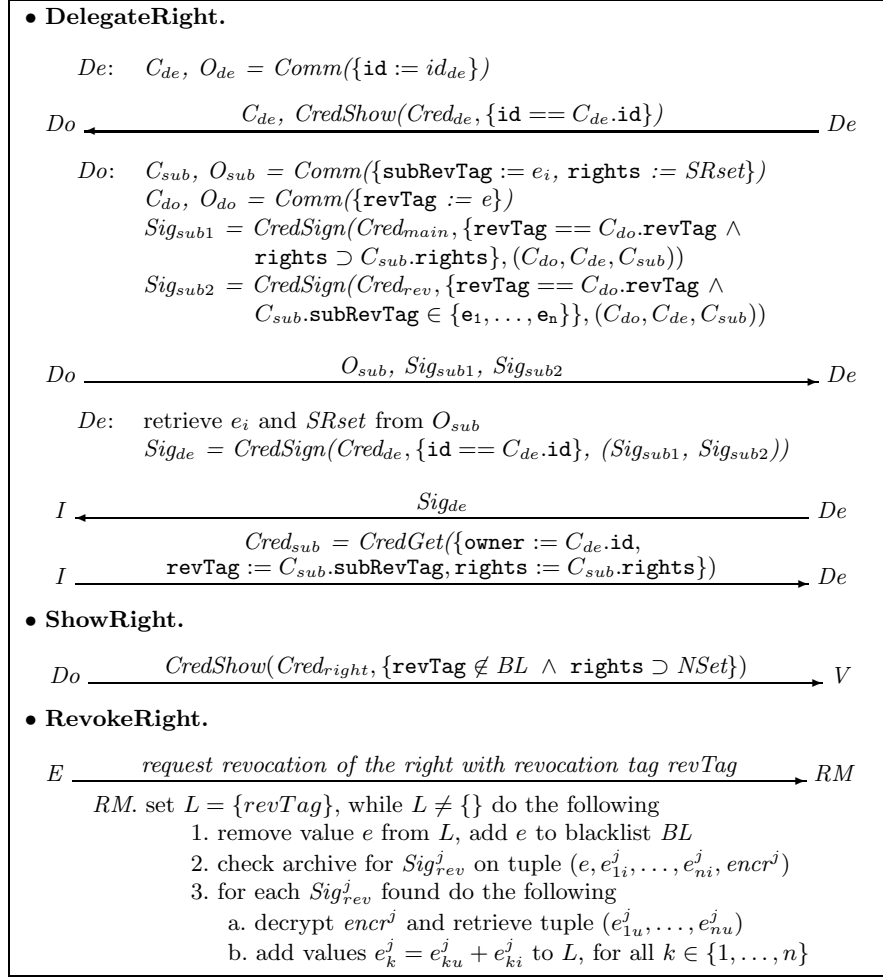 • DelegateRight.
De: C_de, O_de = Comm({id := id_de})
C_de, CredShow(Cred_de, {id == C_de.id})
Do De
Do: C_sub, O_sub = Comm({subRevTag := e_i, rights := SRset})
C_do, O_do = Comm({revTag := e})
Sig_sub1 = CredSign(Cred_main, {revTag == C_do.revTag ∧
rights ⊃ C_sub.rights}, (C_do, C_de, C_sub))
Sig_sub2 = CredSign(Cred_rev, {revTag == C_do.revTag ∧
C_sub.subRevTag ∈ {e_1, . . . , e_n}}, (C_do, C_de, C_sub))
O_sub, Sig_sub1, Sig_sub2
Do De
De: retrieve e_i and SRset from O_sub
Sig_de = CredSign(Cred_de, {id == C_de.id}, (Sig_sub1, Sig_sub2))
Sig_de
I De
Cred_sub = CredGet({owner := C_de.id,
revTag := C_sub.subRevTag, rights := C_sub.rights})
I De
• ShowRight.
CredShow(Cred_right, {revTag ∉ BL ∧ rights ⊃ NSet})
Do V
• RevokeRight.
request revocation of the right with revocation tag revTag
E RM
RM. set L = {revTag}, while L ≠ {} do the following
1. remove value e from L, add e to blacklist BL
2. check archive for Sig^j_rev on tuple (e, e^j_1i, . . . , e^j_ni, encr^j)
3. for each Sig^j_rev found do the following
a. decrypt encr^j and retrieve tuple (e^j_1u, . . . , e^j_nu)
b. add values e^j_k = e^j_ku + e^j_ki to L, for all k ∈ {1, . . . , n}